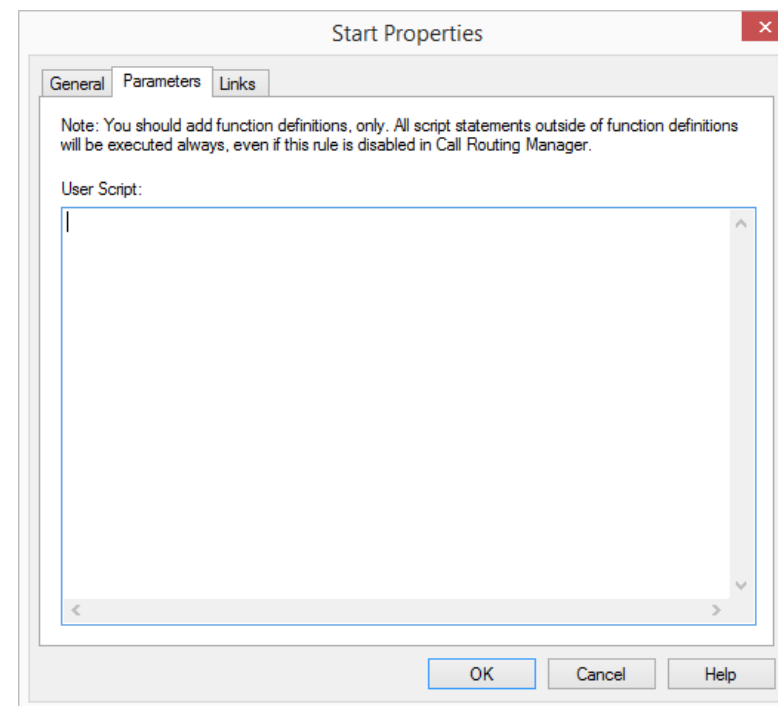 Start Properties
General Parameters Links
Note: You should add function definitions, only. All script statements outside of function definitions
will be executed always, even if this rule is disabled in Call Routing Manager.
User Script:
OK Cancel Help